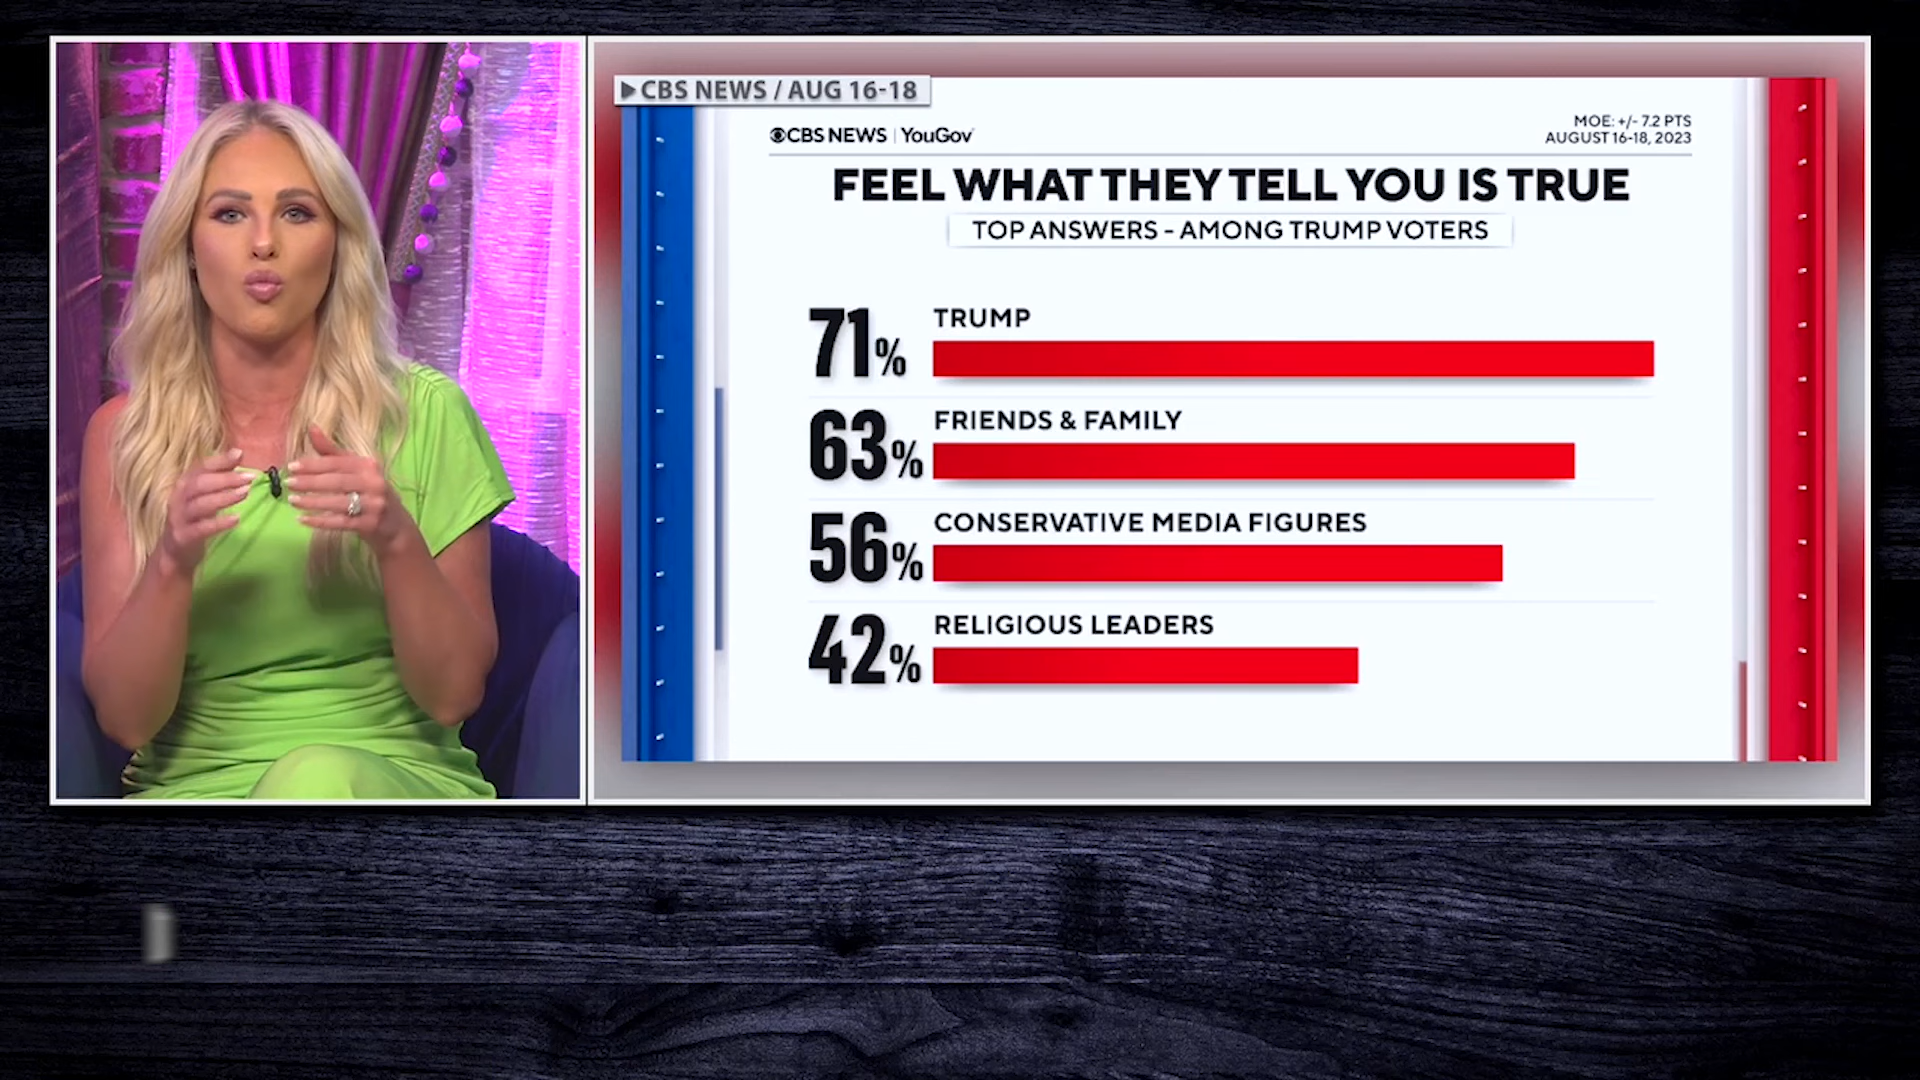 ▶CBS NEWS / AUG 16-18
CBS NEWS | YouGov
MOE: +/- 7.2 PTS
AUGUST 16-18, 2023
FEEL WHAT THEY TELL YOU IS TRUE
TOP ANSWERS - AMONG TRUMP VOTERS
71% TRUMP
63% FRIENDS & FAMILY
56% CONSERVATIVE MEDIA FIGURES
42% RELIGIOUS LEADERS